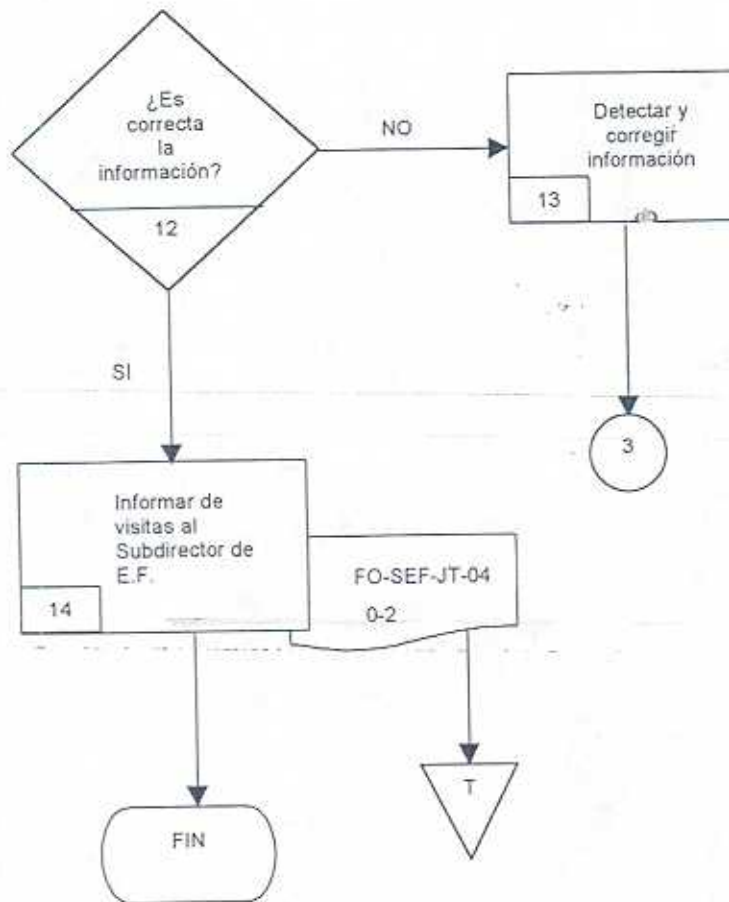 ¿Es
correcta
la
información?
12
NO
Detectar y
corregir
información
13
SI
3
Informar de
visitas al
Subdirector de
E.F.
14
FO-SEF-JT-04
0-2
T
FIN